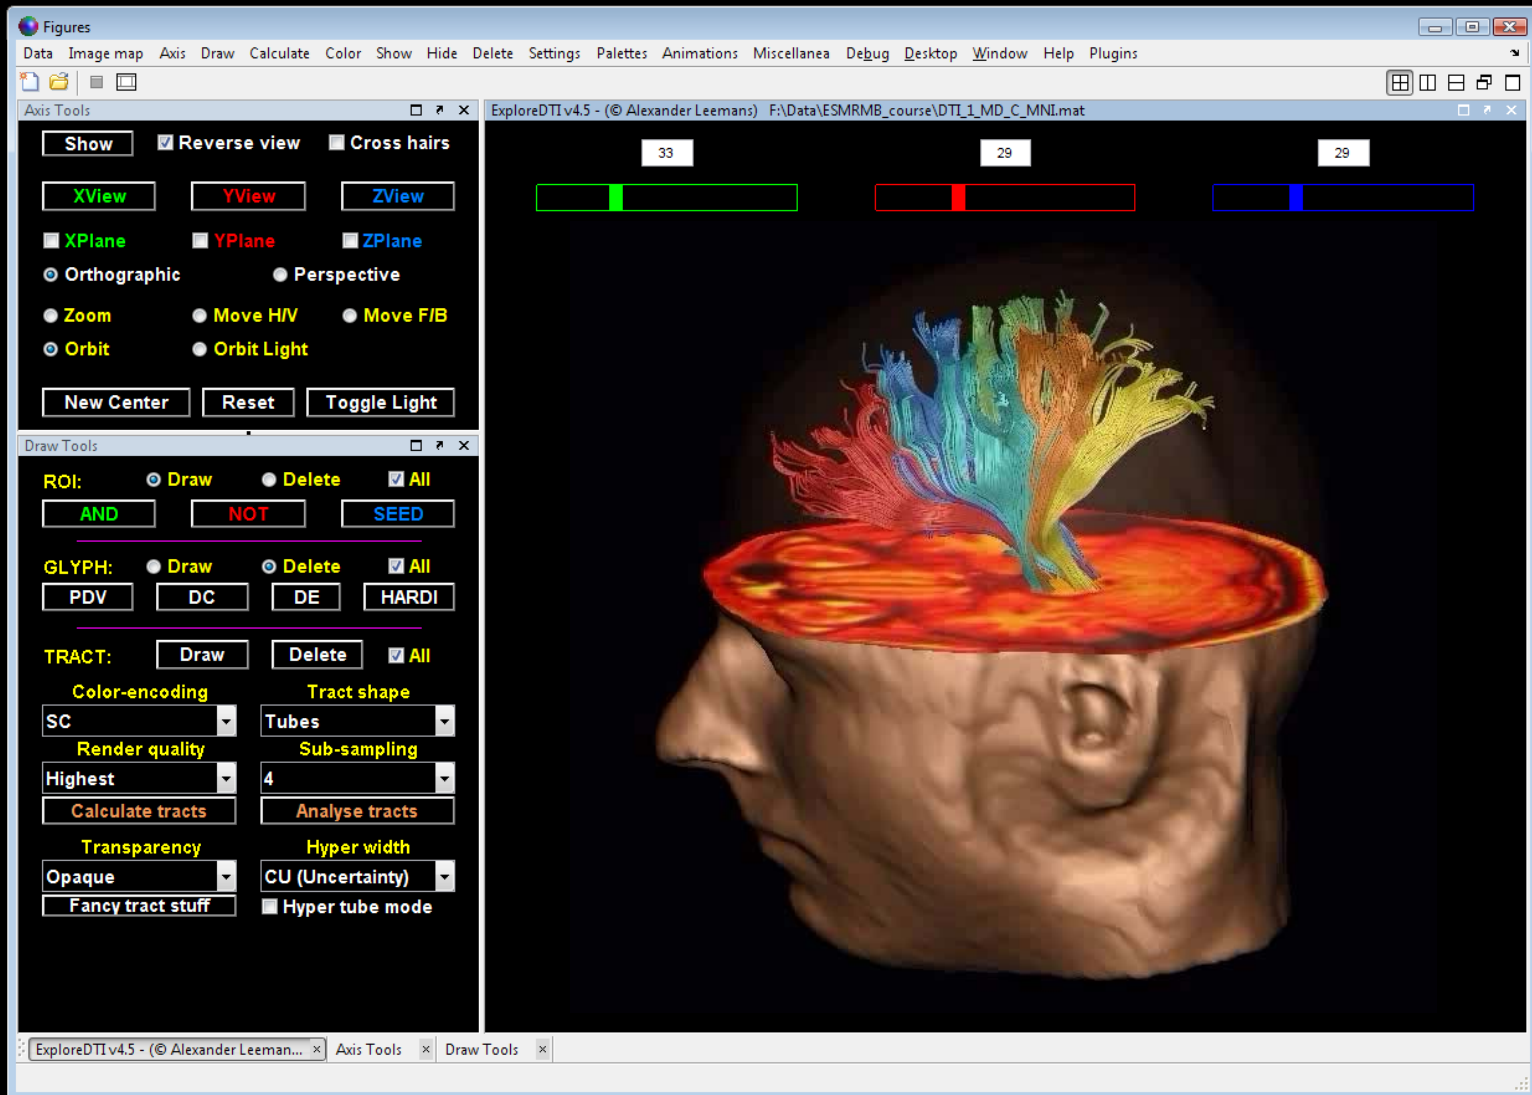 Figures
Data Image map Axis Draw Calculate Color Show Hide Delete Settings Palettes Animations Miscellanea Debug Desktop Window Help Plugins
Axis Tools
Show Reverse view Cross hairs
XView YView ZView
XPlane YPlane ZPlane
Orthographic Perspective
Zoom Move H/V Move F/B
Orbit Orbit Light
New Center Reset Toggle Light
Draw Tools
ROI: Draw Delete All
AND NOT SEED
GLYPH: Draw Delete All
PDV DC DE HARDI
TRACT: Draw Delete All
Color-encoding Tract shape
SC Tubes
Render quality Sub-sampling
Highest 4
Calculate tracts Analyse tracts
Transparency Hyper width
Opaque CU (Uncertainty)
Fancy tract stuff Hyper tube mode
ExploreDTI v4.5 - (© Alexander Leemans) F:\Data\ESMRMB_course\DTI_1_MD_C_MNI.mat
33 29 29
ExploreDTI v4.5 - (© Alexander Leeman... Axis Tools Draw Tools